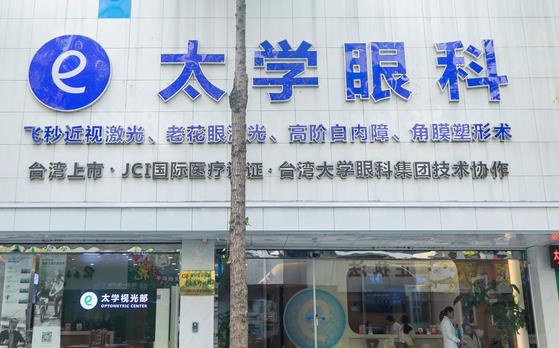 e 太学眼科
飞秒近视激光、老花眼激光、高阶白内障、角膜塑形术
台湾上市·JCI国际医疗认证·台湾大学眼科集团技术协作
e 太学视光部
OPTOMETRIC CENTER